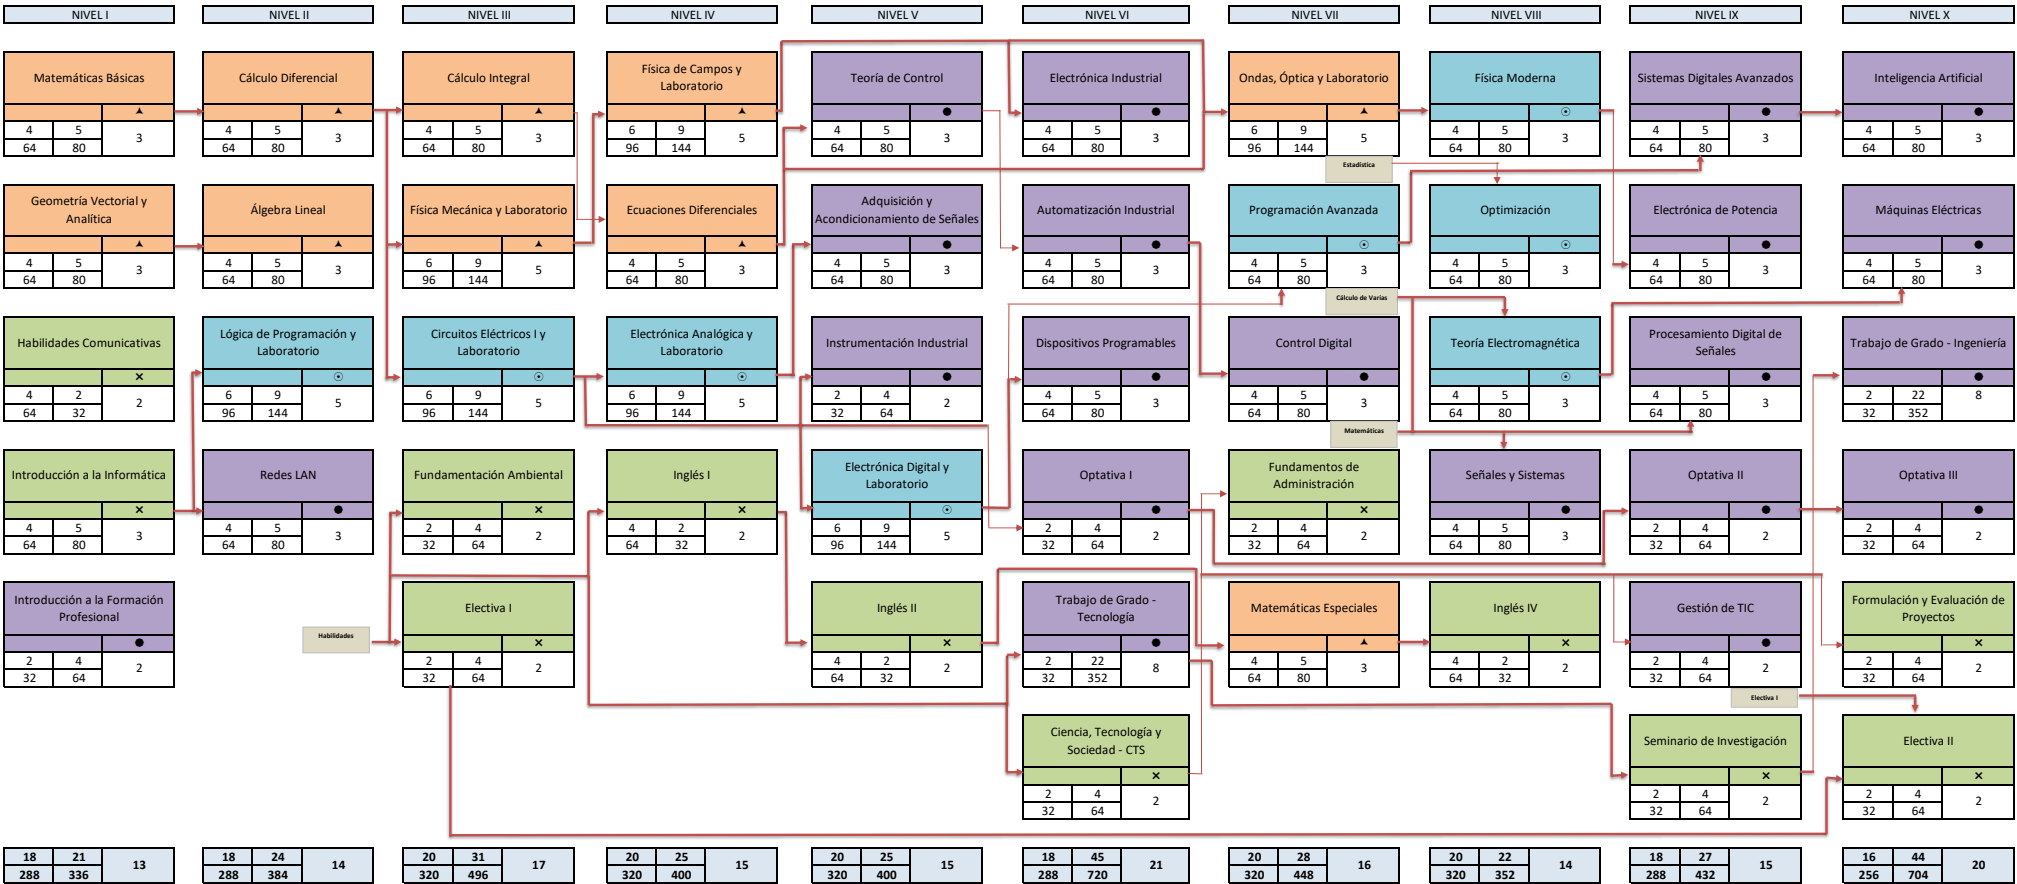 NIVEL I
Matemáticas Básicas
4 5 3
64 80
Geometría Vectorial y
Analítica
4 5 3
64 80
Habilidades Comunicativas
×
4 2 2
64 32
Introducción a la Informática
×
4 5 3
64 80
Introducción a la Formación
Profesional
●
2 4 2
32 64
18 21 13
288 336
NIVEL II
Cálculo Diferencial
4 5 3
64 80
Álgebra Lineal
4 5 3
64 80
Lógica de Programación y
Laboratorio
⊙
6 9 5
96 144
Redes LAN
●
4 5 3
64 80
Habilidades
18 24 14
288 384
NIVEL III
Cálculo Integral
4 5 3
64 80
Física Mecánica y Laboratorio
6 9 5
96 144
Circuitos Eléctricos I y
Laboratorio
⊙
6 9 5
96 144
Fundamentación Ambiental
×
2 4 2
32 64
Electiva I
×
2 4 2
32 64
20 31 17
320 496
NIVEL IV
Física de Campos y
Laboratorio
6 9 5
96 144
Ecuaciones Diferenciales
4 5 3
64 80
Electrónica Analógica y
Laboratorio
⊙
6 9 5
96 144
Inglés I
×
4 2 2
64 32
20 25 15
320 400
NIVEL V
Teoría de Control
●
4 5 3
64 80
Adquisición y
Acondicionamiento de Señales
●
4 5 3
64 80
Instrumentación Industrial
●
2 4 2
32 64
Electrónica Digital y
Laboratorio
⊙
6 9 5
96 144
Inglés II
×
4 2 2
64 32
20 25 15
320 400
NIVEL VI
Electrónica Industrial
●
4 5 3
64 80
Automatización Industrial
●
4 5 3
64 80
Dispositivos Programables
●
4 5 3
64 80
Optativa I
●
2 4 2
32 64
Trabajo de Grado -
Tecnología
●
2 22 8
32 352
Ciencia, Tecnología y
Sociedad - CTS
×
2 4 2
32 64
18 45 21
288 720
NIVEL VII
Ondas, Óptica y Laboratorio
6 9 5
96 144
Estadística
Programación Avanzada
⊙
4 5 3
64 80
Cálculo de Varias
Control Digital
●
4 5 3
64 80
Matemáticas
Fundamentos de
Administración
×
2 4 2
32 64
Matemáticas Especiales
4 5 3
64 80
20 28 16
320 448
NIVEL VIII
Física Moderna
⊙
4 5 3
64 80
Optimización
⊙
4 5 3
64 80
Teoría Electromagnética
⊙
4 5 3
64 80
Señales y Sistemas
●
4 5 3
64 80
Inglés IV
×
4 2 2
64 32
20 22 14
320 352
NIVEL IX
Sistemas Digitales Avanzados
●
4 5 3
64 80
Electrónica de Potencia
●
4 5 3
64 80
Procesamiento Digital de
Señales
●
4 5 3
64 80
Optativa II
●
2 4 2
32 64
Gestión de TIC
●
2 4 2
32 64
Electiva I
Seminario de Investigación
×
2 4 2
32 64
18 27 15
288 432
NIVEL X
Inteligencia Artificial
●
4 5 3
64 80
Máquinas Eléctricas
●
4 5 3
64 80
Trabajo de Grado - Ingeniería
●
2 22 8
32 352
Optativa III
●
2 4 2
32 64
Formulación y Evaluación de
Proyectos
×
2 4 2
32 64
Electiva II
×
2 4 2
32 64
16 44 20
256 704